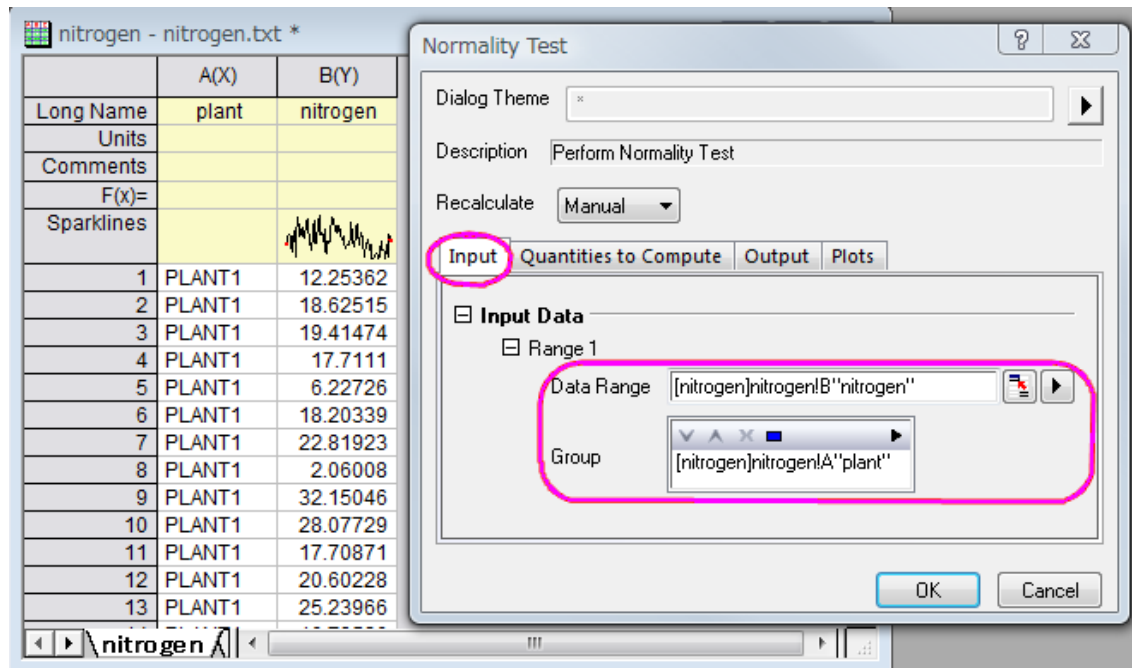 nitrogen - nitrogen.txt *
A(X) B(Y)
Long Name plant nitrogen
Units
Comments
F(x)=
Sparklines
1 PLANT1 12.25362
2 PLANT1 18.62515
3 PLANT1 19.41474
4 PLANT1 17.7111
5 PLANT1 6.22726
6 PLANT1 18.20339
7 PLANT1 22.81923
8 PLANT1 2.06008
9 PLANT1 32.15046
10 PLANT1 28.07729
11 PLANT1 17.70871
12 PLANT1 20.60228
13 PLANT1 25.23966
nitrogen
Normality Test
Dialog Theme *
Description Perform Normality Test
Recalculate Manual
Input Quantities to Compute Output Plots
Input Data
Range 1
Data Range [nitrogen]nitrogen!B"nitrogen"
Group
[nitrogen]nitrogen!A"plant"
OK Cancel